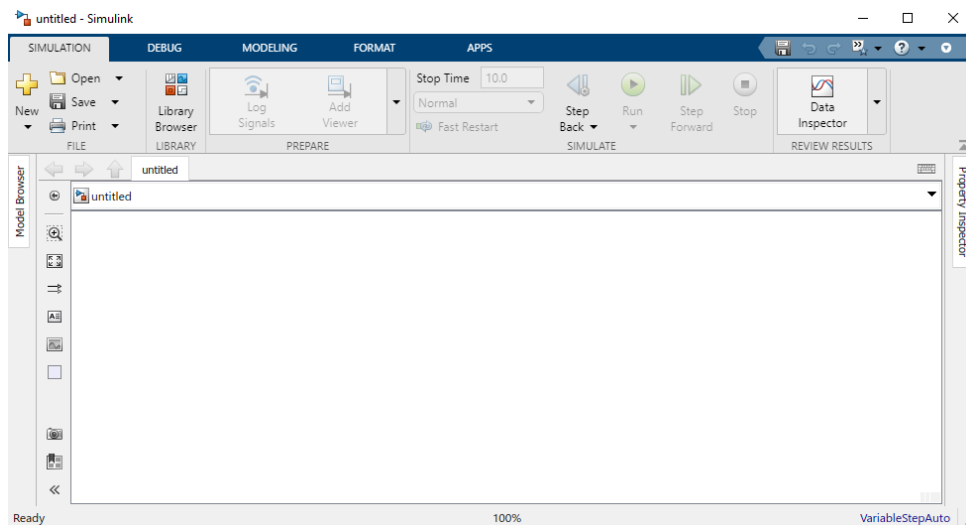 untitled - Simulink
SIMULATION DEBUG MODELING FORMAT APPS
New
Open
Save
Print
FILE
Library
Browser
LIBRARY
Log
Signals
Add
Viewer
PREPARE
Stop Time 10.0
Normal
Fast Restart
Step
Back
Run
Step
Forward
Stop
SIMULATE
Data
Inspector
REVIEW RESULTS
Model Browser
untitled
untitled
Property Inspector
Ready 100% VariableStepAuto